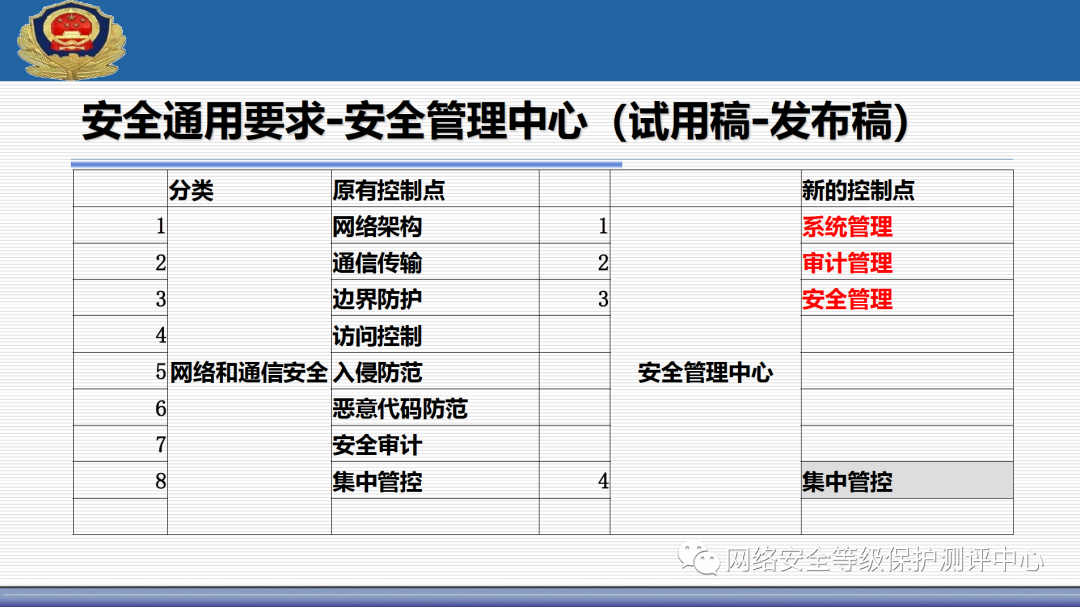 安全通用要求-安全管理中心（试用稿-发布稿）
分类 原有控制点 新的控制点
1 网络架构 1 系统管理
2 通信传输 2 审计管理
3 边界防护 3 安全管理
4 访问控制
5 网络和通信安全 入侵防范 安全管理中心
6 恶意代码防范
7 安全审计
8 集中管控 4 集中管控
网络安全等级保护测评中心